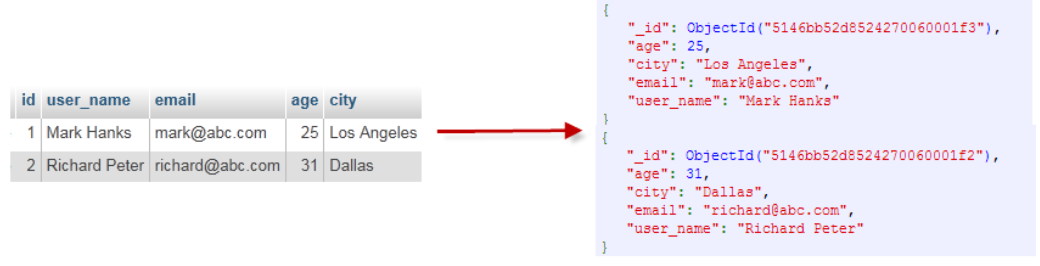 id user_name email age city
1 Mark Hanks mark@abc.com 25 Los Angeles
2 Richard Peter richard@abc.com 31 Dallas
{
"_id": ObjectId("5146bb52d8524270060001f3"),
"age": 25,
"city": "Los Angeles",
"email": "mark@abc.com",
"user_name": "Mark Hanks"
}
{
"_id": ObjectId("5146bb52d8524270060001f2"),
"age": 31,
"city": "Dallas",
"email": "richard@abc.com",
"user_name": "Richard Peter"
}